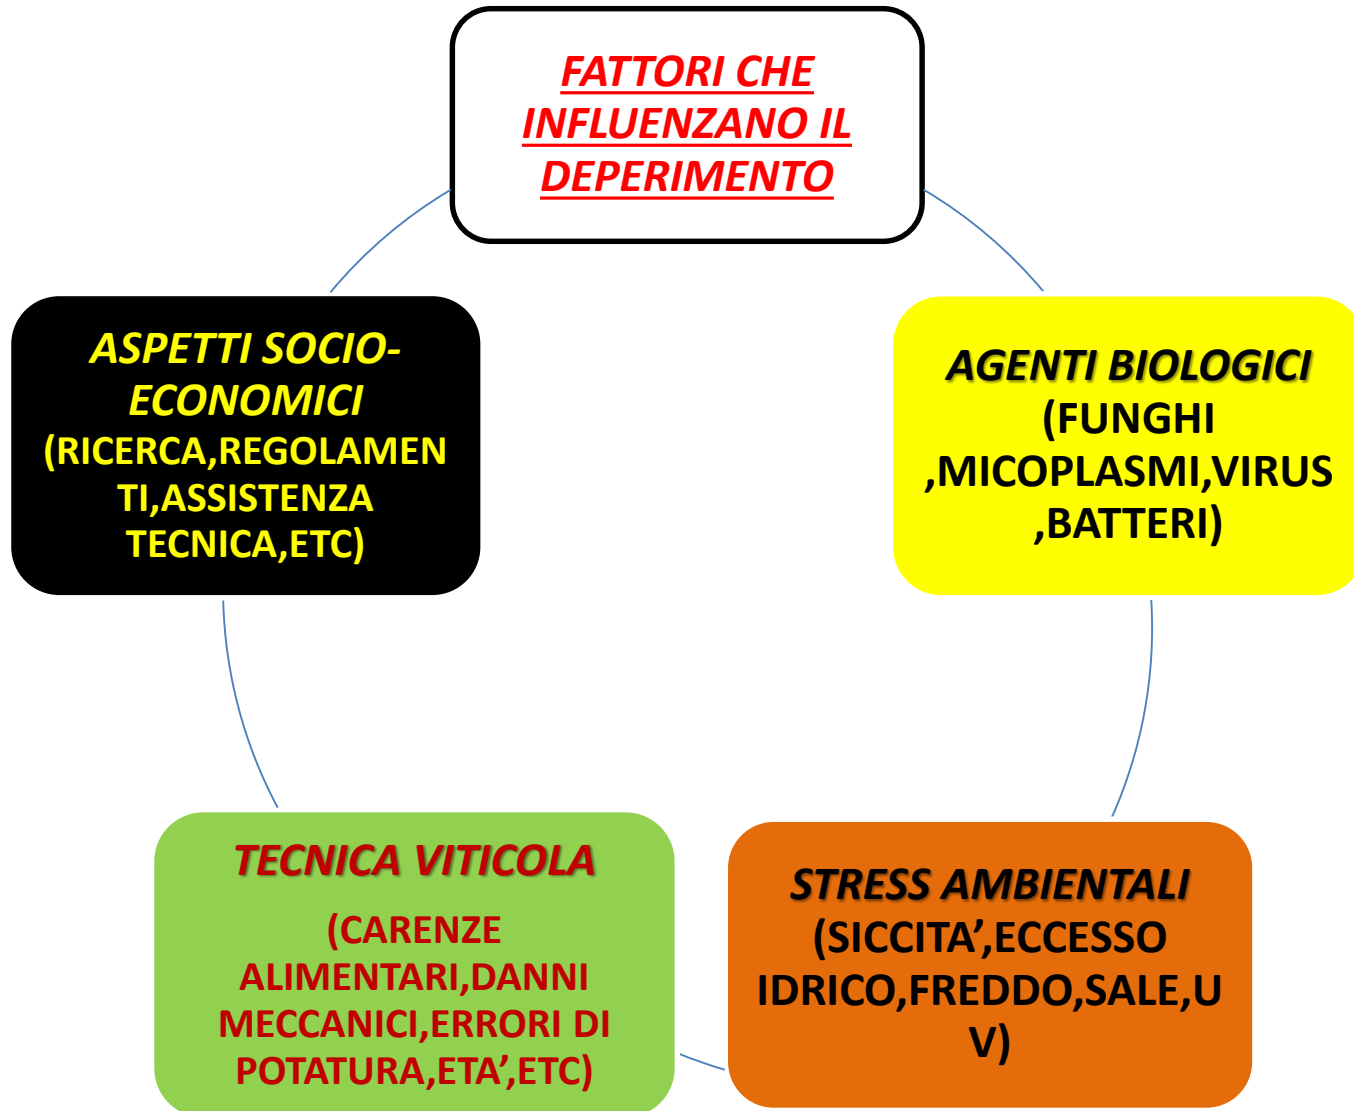 FATTORI CHE
INFLUENZANO IL
DEPERIMENTO
ASPETTI SOCIO-
ECONOMICI
(RICERCA,REGOLAMEN
TI,ASSISTENZA
TECNICA,ETC)
AGENTI BIOLOGICI
(FUNGHI
,MICOPLASMI,VIRUS
,BATTERI)
TECNICA VITICOLA
(CARENZE
ALIMENTARI,DANNI
MECCANICI,ERRORI DI
POTATURA,ETA’,ETC)
STRESS AMBIENTALI
(SICCITA’,ECCESSO
IDRICO,FREDDO,SALE,U
V)